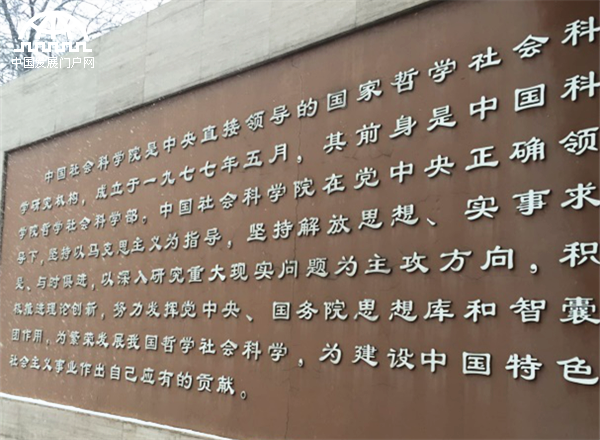 中国发展门户网
中国社会科学院是中央直接领导的国家哲学社会科
学研究机构，成立于一九七七年五月，其前身是中国科
学院哲学社会科学部。中国社会科学院在党中央正确领
导下，坚持以马克思主义为指导，坚持解放思想、实事求
是、与时俱进，以深入研究重大现实问题为主攻方向，积
极推进理论创新，努力发挥党中央、国务院思想库和智囊
团作用，为繁荣发展我国哲学社会科学，为建设中国特色
社会主义事业作出自己应有的贡献。